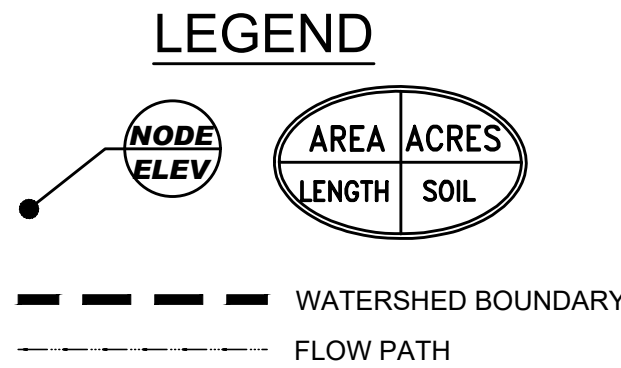 LEGEND
NODE
ELEV
AREA ACRES
LENGTH SOIL
WATERSHED BOUNDARY
FLOW PATH